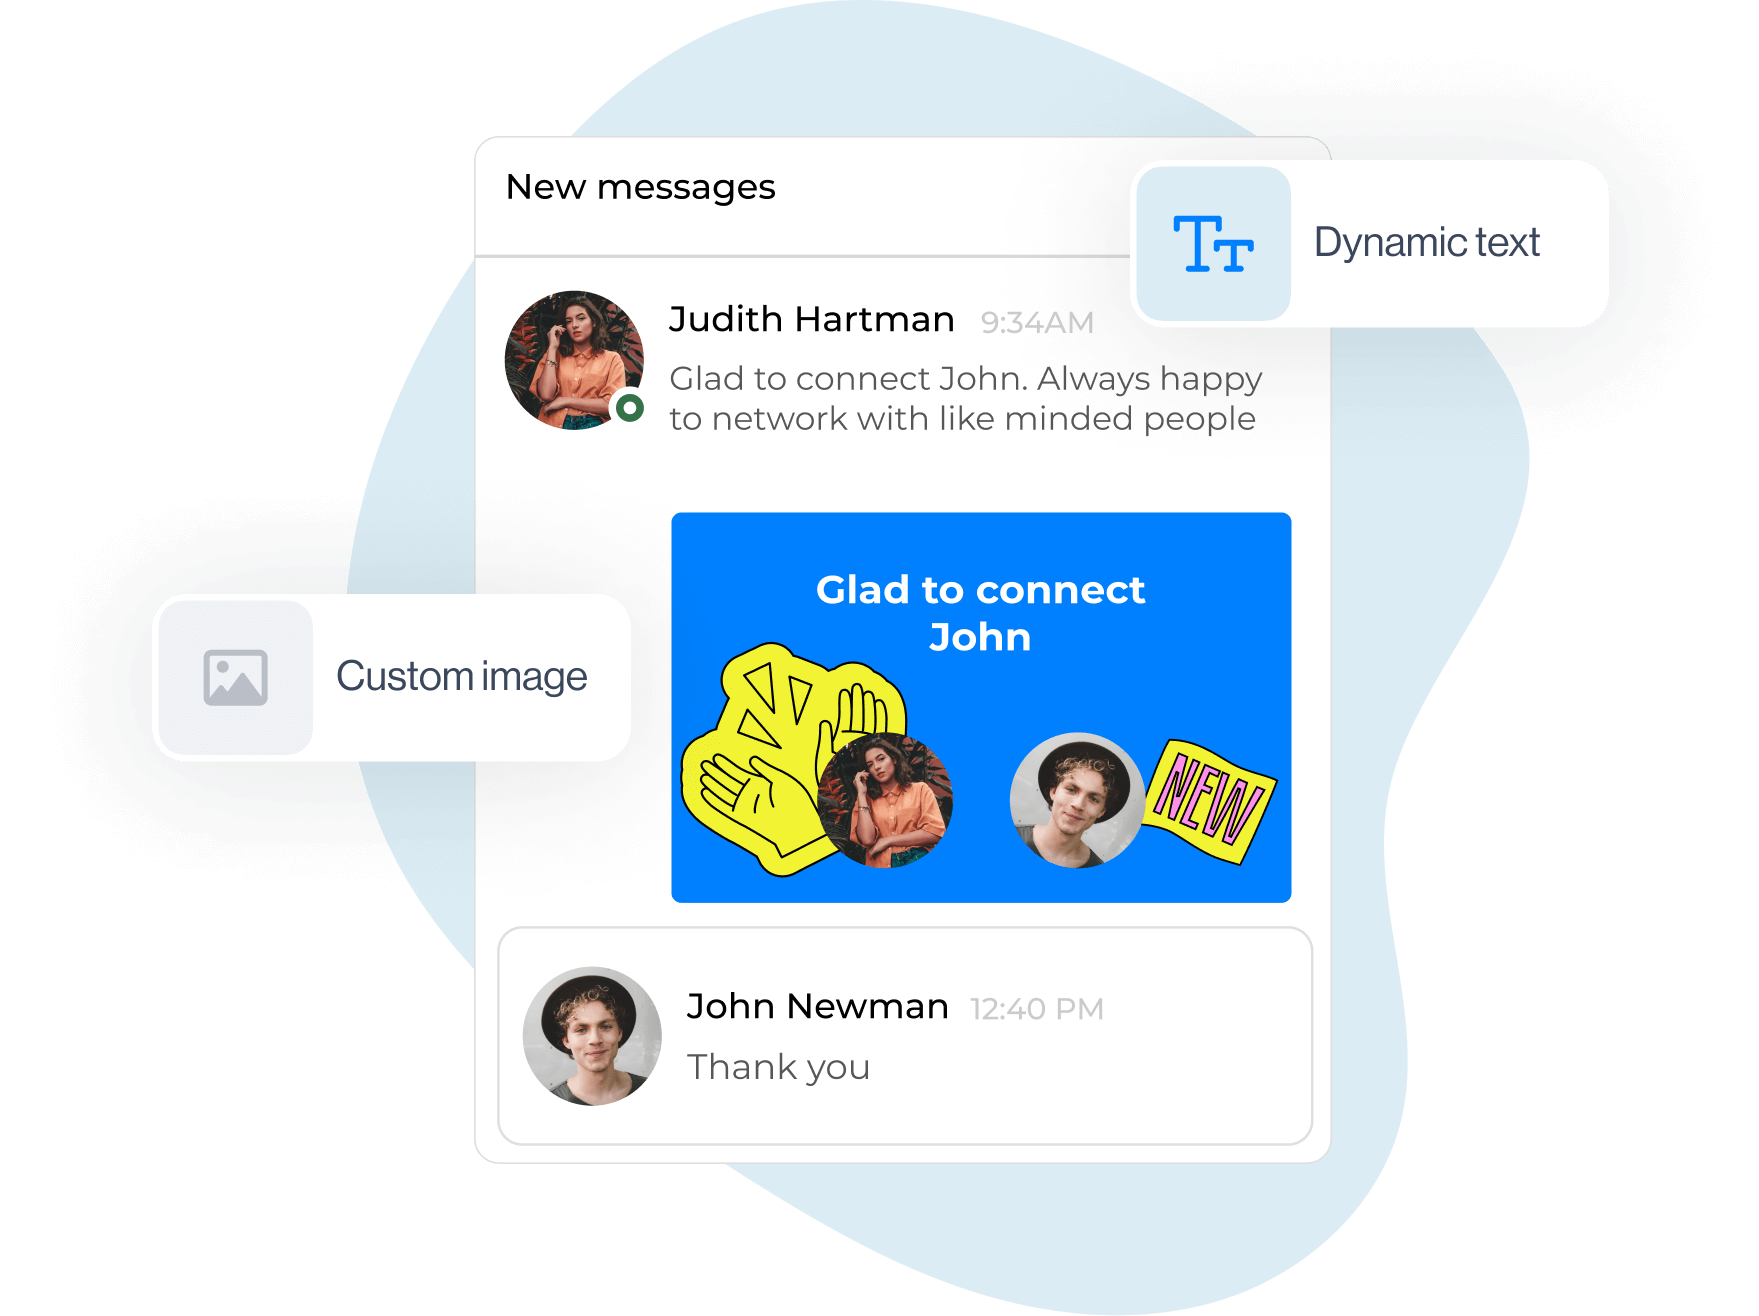 New messages
Dynamic text
Judith Hartman 9:34AM
Glad to connect John. Always happy
to network with like minded people
Custom image
Glad to connect
John
NEW
John Newman 12:40 PM
Thank you